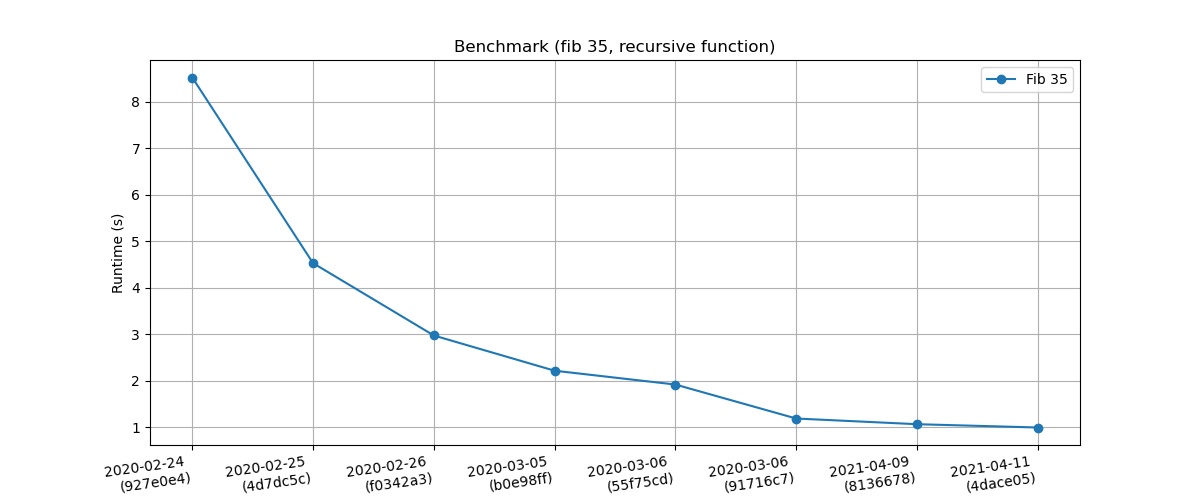 Benchmark (fib 35, recursive function)
Fib 35
Runtime (s)
8
7
6
5
4
3
2
1
2020-02-24
(927e0e4)
2020-02-25
(4d7dc5c)
2020-02-26
(f0342a3)
2020-03-05
(b0e98ff)
2020-03-06
(55f75cd)
2020-03-06
(91716c7)
2021-04-09
(8136678)
2021-04-11
(4dace05)